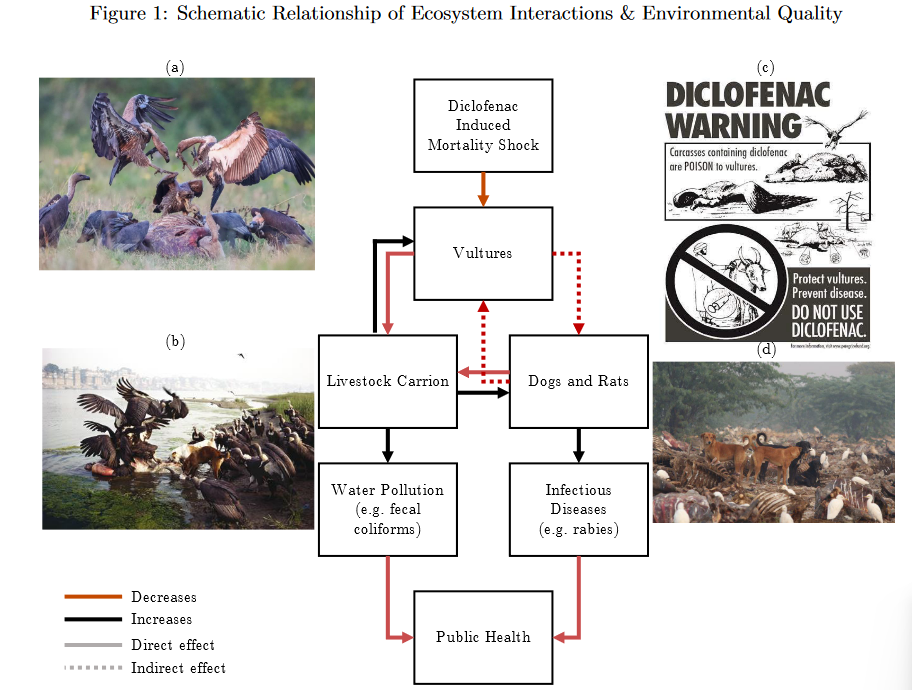 Figure 1: Schematic Relationship of Ecosystem Interactions & Environmental Quality
(a)
(b)
Diclofenac
Induced
Mortality Shock
Vultures
Livestock Carrion
Dogs and Rats
Water Pollution
(e.g. fecal
coliforms)
Infectious
Diseases
(e.g. rabies)
Public Health
(c)
DICLOFENAC
WARNING
Carcasses containing diclofenac
are POISON to vultures.
Protect vultures.
Prevent disease.
DO NOT USE
DICLOFENAC.
(d)
Decreases
Increases
Direct effect
Indirect effect